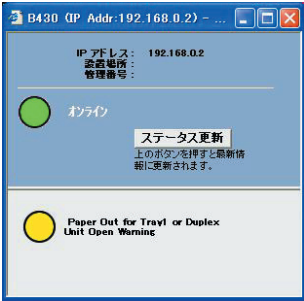 B430 (IP Addr:192.168.0.2) - ...
IP アドレス： 192.168.0.2
設置場所：
管理番号：
オンライン
ステータス更新
上のボタンを押すと最新情
報に更新されます。
Paper Out for Tray1 or Duplex
Unit Open Warning